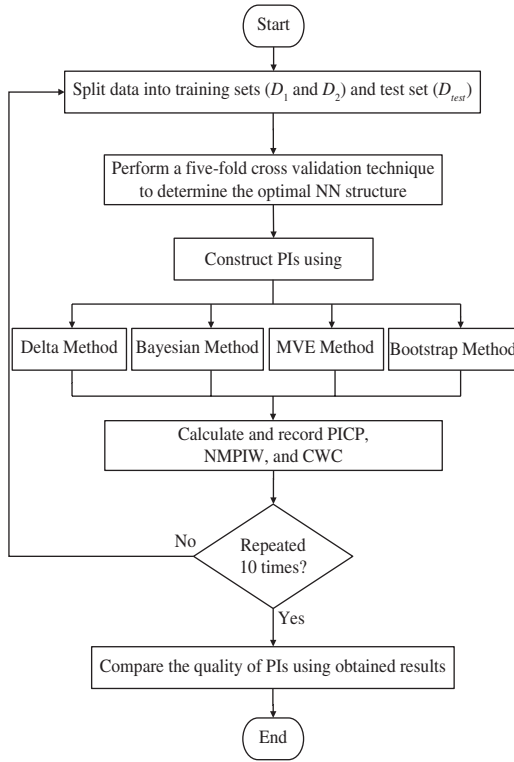 Start
Split data into training sets (D1 and D2) and test set (Dtest)
Perform a five-fold cross validation technique
to determine the optimal NN structure
Construct PIs using
Delta Method
Bayesian Method
MVE Method
Bootstrap Method
Calculate and record PICP,
NMPIW, and CWC
No
Repeated
10 times?
Yes
Compare the quality of PIs using obtained results
End